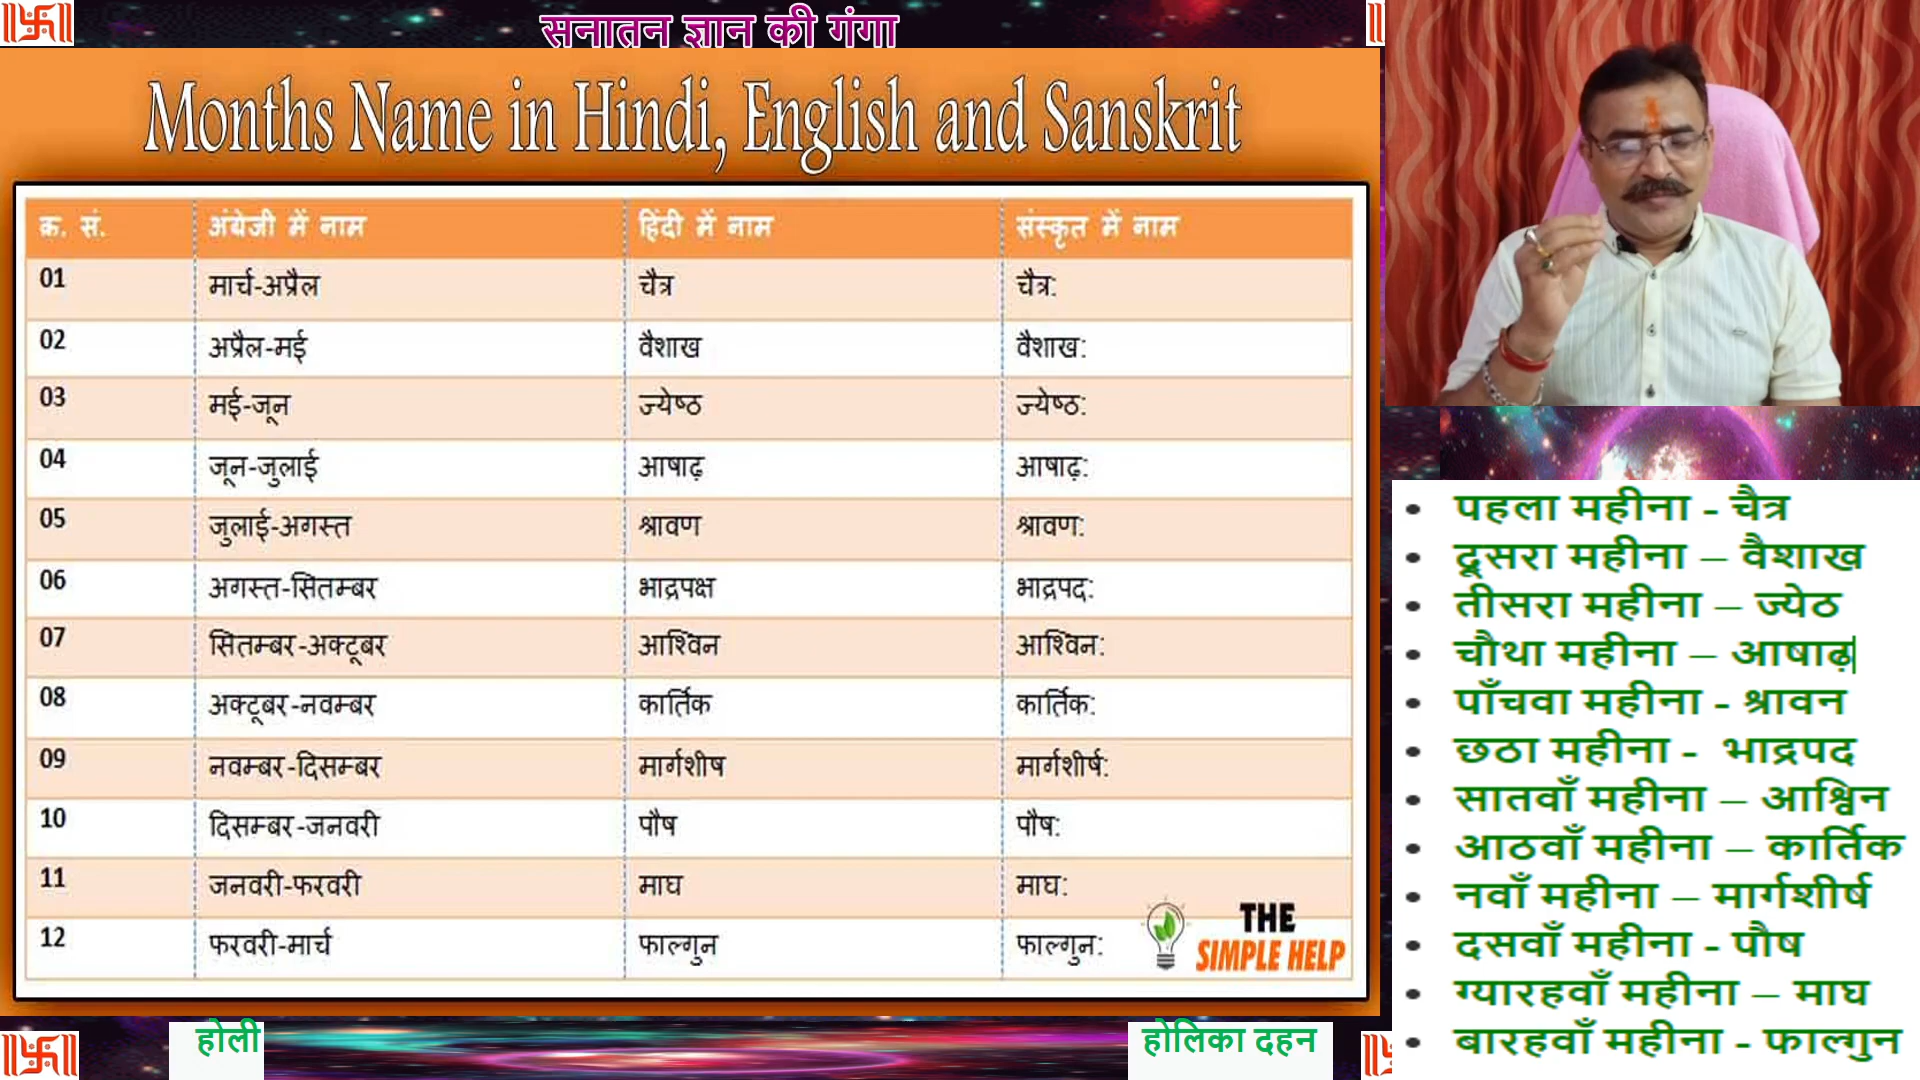 सनातन ज्ञान की गंगा
Months Name in Hindi, English and Sanskrit
क्र. सं. अंग्रेजी में नाम हिंदी में नाम संस्कृत में नाम
01 मार्च-अप्रैल चैत्र चैत्र:
02 अप्रैल-मई वैशाख वैशाख:
03 मई-जून ज्येष्ठ ज्येष्ठ:
04 जून-जुलाई आषाढ़ आषाढ़:
05 जुलाई-अगस्त श्रावण श्रावण:
06 अगस्त-सितम्बर भाद्रपक्ष भाद्रपद:
07 सितम्बर-अक्टूबर आश्विन आश्विन:
08 अक्टूबर-नवम्बर कार्तिक कार्तिक:
09 नवम्बर-दिसम्बर मार्गशीष मार्गशीर्ष:
10 दिसम्बर-जनवरी पौष पौष:
11 जनवरी-फरवरी माघ माघ:
12 फरवरी-मार्च फाल्गुन फाल्गुन:
THE
SIMPLE HELP
• पहला महीना - चैत्र
• दूसरा महीना – वैशाख
• तीसरा महीना – ज्येठ
• चौथा महीना – आषाढ़
• पाँचवा महीना - श्रावन
• छठा महीना - भाद्रपद
• सातवाँ महीना – आश्विन
• आठवाँ महीना – कार्तिक
• नवाँ महीना – मार्गशीर्ष
• दसवाँ महीना - पौष
• ग्यारहवाँ महीना – माघ
• बारहवाँ महीना - फाल्गुन
होली
होलिका दहन